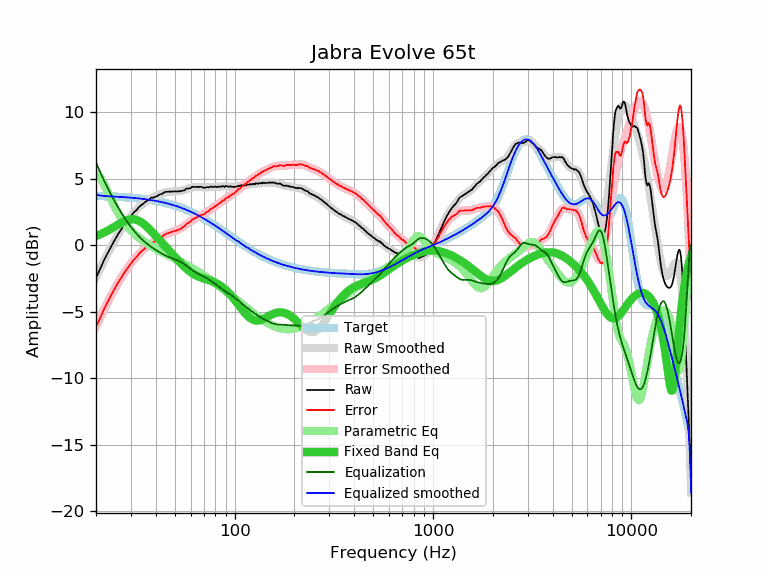 Jabra Evolve 65t
Amplitude (dBr)
10
5
0
−5
−10
−15
−20
Target
Raw Smoothed
Error Smoothed
Raw
Error
Parametric Eq
Fixed Band Eq
Equalization
Equalized smoothed
100 1000 10000
Frequency (Hz)